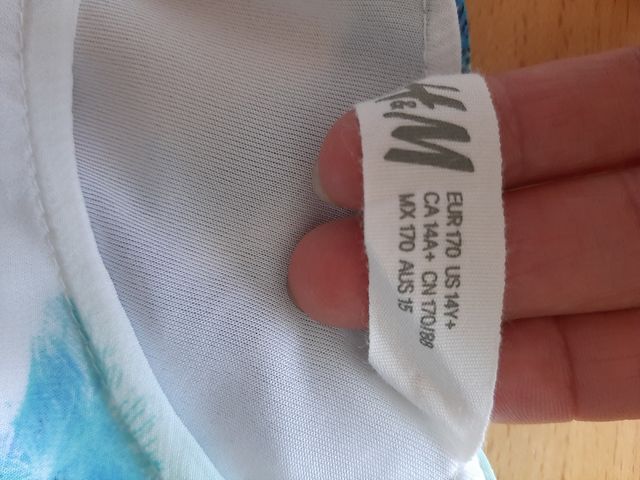 H&M
EUR 170 US 14Y+
CA 14A+ CN 170/88
MX 170 AUS 15